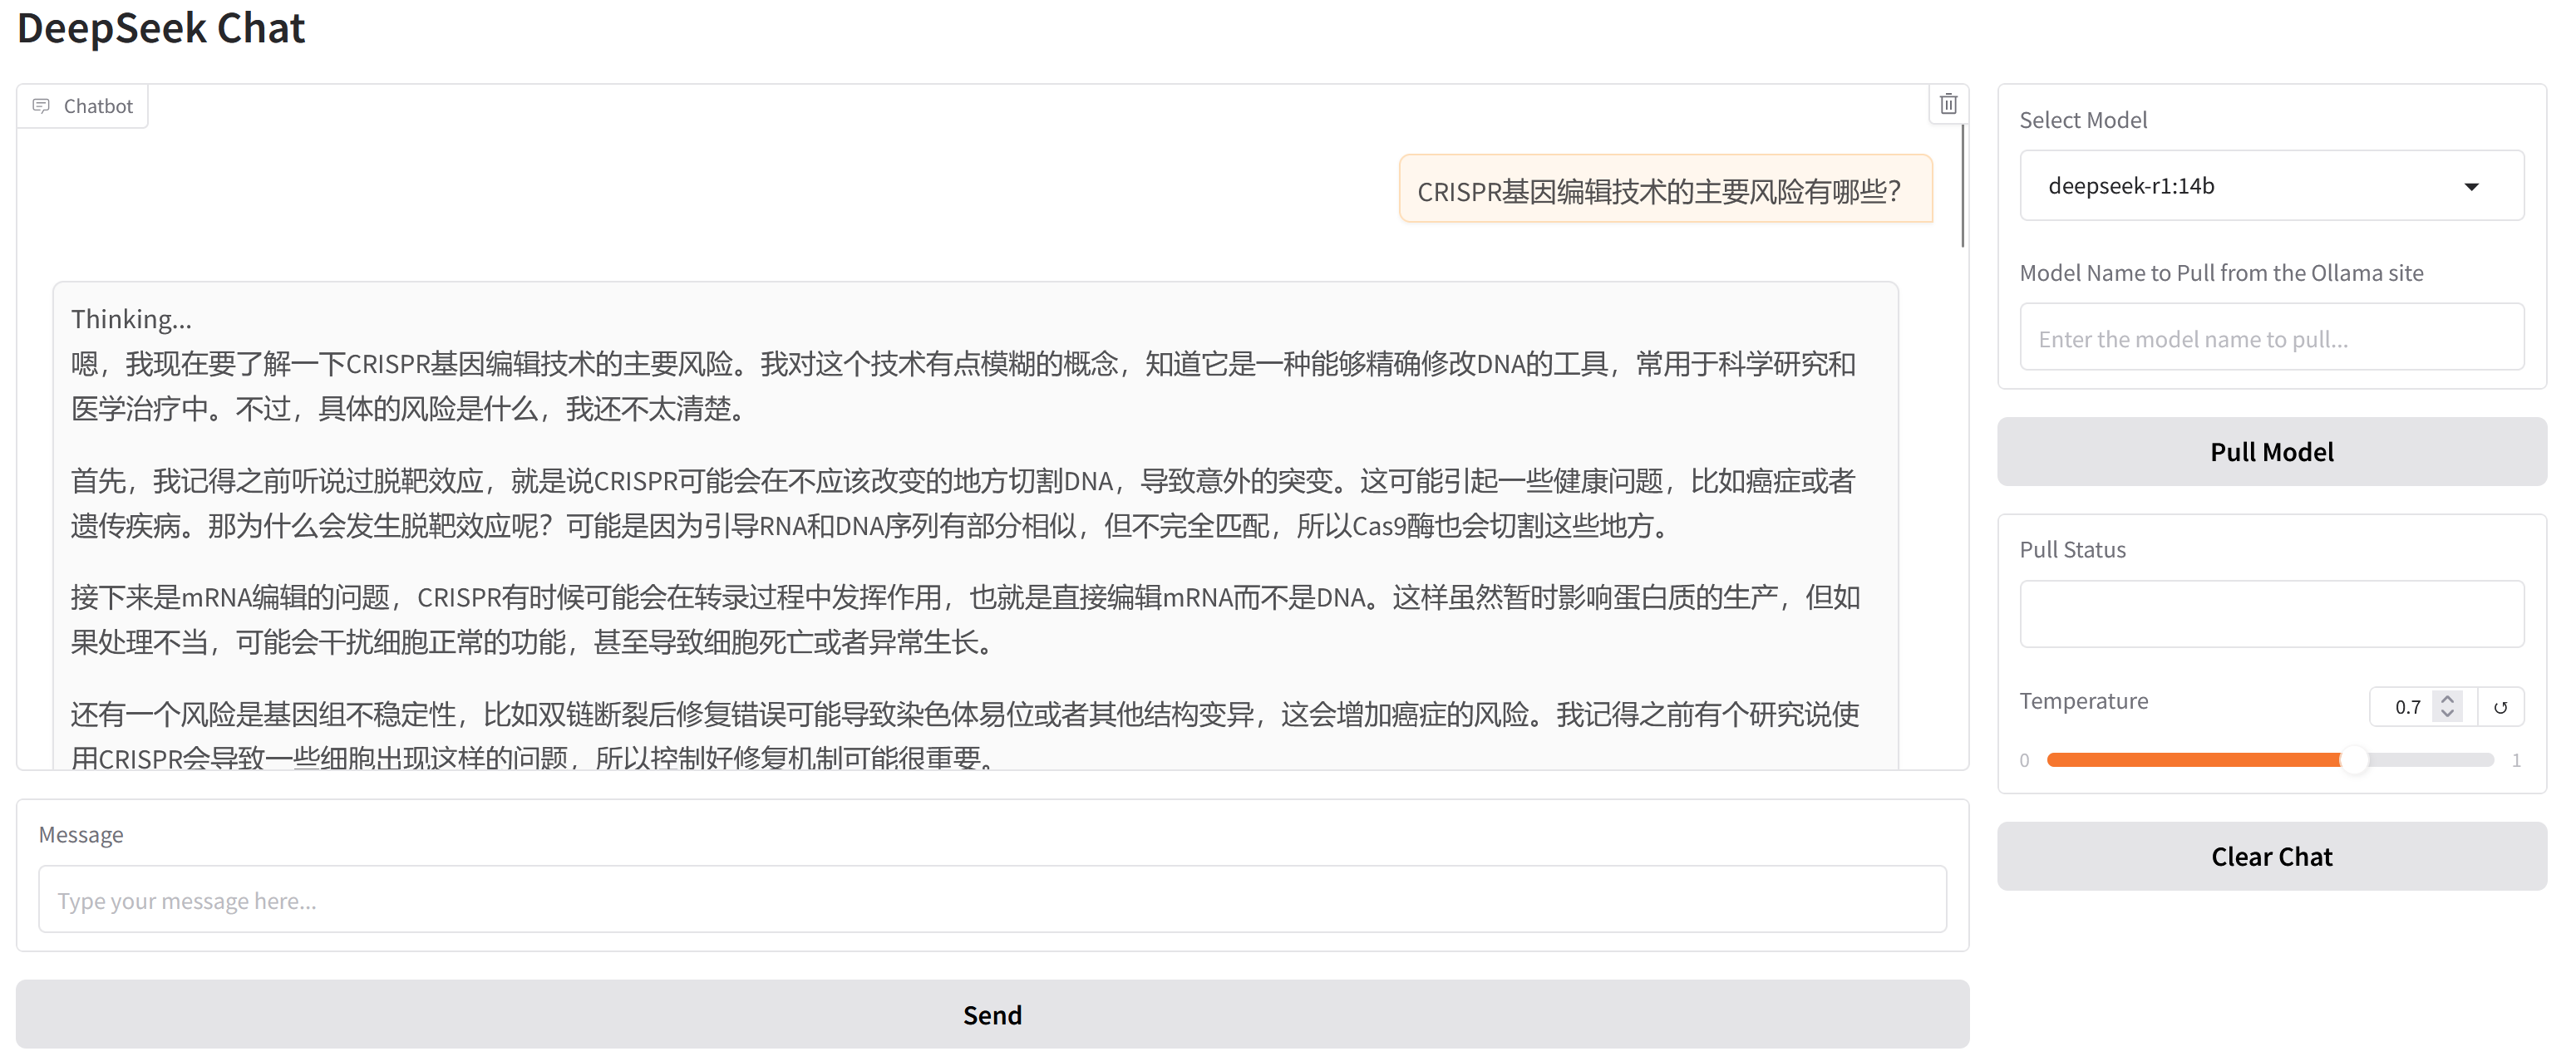 DeepSeek Chat
Chatbot
CRISPR基因编辑技术的主要风险有哪些？
Thinking...
嗯，我现在要了解一下CRISPR基因编辑技术的主要风险。我对这个技术有点模糊的概念，知道它是一种能够精确修改DNA的工具，常用于科学研究和
医学治疗中。不过，具体的风险是什么，我还不太清楚。
首先，我记得之前听说过脱靶效应，就是说CRISPR可能会在不应该改变的地方切割DNA，导致意外的突变。这可能引起一些健康问题，比如癌症或者
遗传疾病。那为什么会发生脱靶效应呢？可能是因为引导RNA和DNA序列有部分相似，但不完全匹配，所以Cas9酶也会切割这些地方。
接下来是mRNA编辑的问题，CRISPR有时候可能会在转录过程中发挥作用，也就是直接编辑mRNA而不是DNA。这样虽然暂时影响蛋白质的生产，但如
果处理不当，可能会干扰细胞正常的功能，甚至导致细胞死亡或者异常生长。
还有一个风险是基因组不稳定性，比如双链断裂后修复错误可能导致染色体易位或者其他结构变异，这会增加癌症的风险。我记得之前有个研究说使
用CRISPR会导致一些细胞出现这样的问题，所以控制好修复机制可能很重要。
Message
Type your message here...
Send
Select Model
deepseek-r1:14b
Model Name to Pull from the Ollama site
Enter the model name to pull...
Pull Model
Pull Status
Temperature
0.7
0
1
Clear Chat